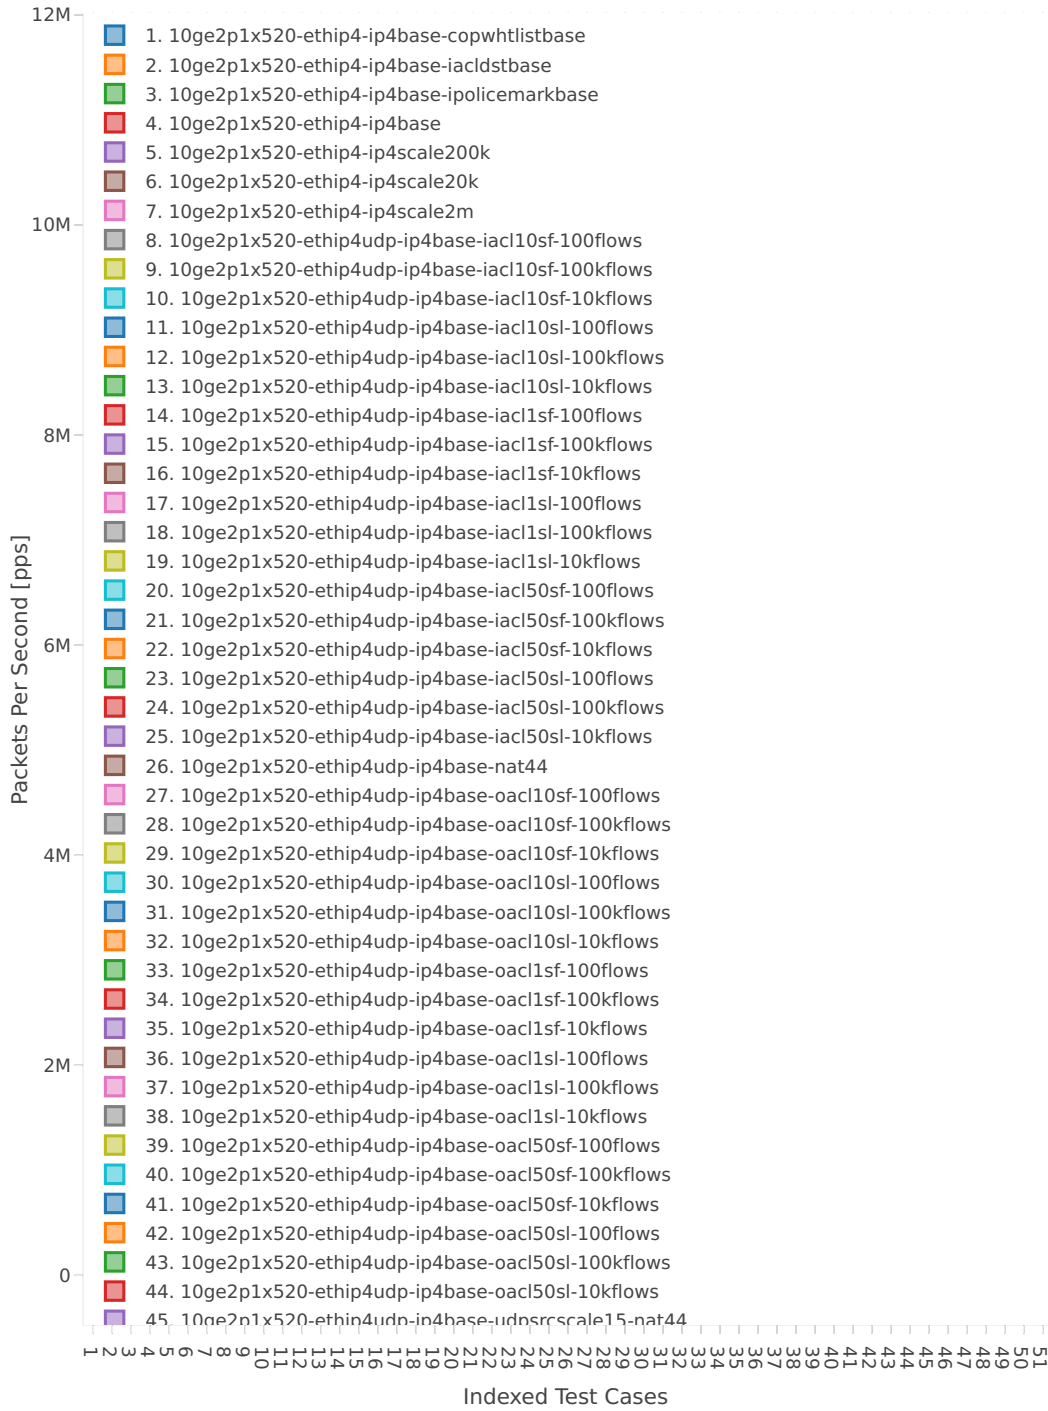 12M
10M
8M
6M
4M
2M
0
Packets Per Second [pps]
1. 10ge2p1x520-ethip4-ip4base-copwhtlistbase
2. 10ge2p1x520-ethip4-ip4base-iacldstbase
3. 10ge2p1x520-ethip4-ip4base-ipolicemarkbase
4. 10ge2p1x520-ethip4-ip4base
5. 10ge2p1x520-ethip4-ip4scale200k
6. 10ge2p1x520-ethip4-ip4scale20k
7. 10ge2p1x520-ethip4-ip4scale2m
8. 10ge2p1x520-ethip4udp-ip4base-iacl10sf-100flows
9. 10ge2p1x520-ethip4udp-ip4base-iacl10sf-100kflows
10. 10ge2p1x520-ethip4udp-ip4base-iacl10sf-10kflows
11. 10ge2p1x520-ethip4udp-ip4base-iacl10sl-100flows
12. 10ge2p1x520-ethip4udp-ip4base-iacl10sl-100kflows
13. 10ge2p1x520-ethip4udp-ip4base-iacl10sl-10kflows
14. 10ge2p1x520-ethip4udp-ip4base-iacl1sf-100flows
15. 10ge2p1x520-ethip4udp-ip4base-iacl1sf-100kflows
16. 10ge2p1x520-ethip4udp-ip4base-iacl1sf-10kflows
17. 10ge2p1x520-ethip4udp-ip4base-iacl1sl-100flows
18. 10ge2p1x520-ethip4udp-ip4base-iacl1sl-100kflows
19. 10ge2p1x520-ethip4udp-ip4base-iacl1sl-10kflows
20. 10ge2p1x520-ethip4udp-ip4base-iacl50sf-100flows
21. 10ge2p1x520-ethip4udp-ip4base-iacl50sf-100kflows
22. 10ge2p1x520-ethip4udp-ip4base-iacl50sf-10kflows
23. 10ge2p1x520-ethip4udp-ip4base-iacl50sl-100flows
24. 10ge2p1x520-ethip4udp-ip4base-iacl50sl-100kflows
25. 10ge2p1x520-ethip4udp-ip4base-iacl50sl-10kflows
26. 10ge2p1x520-ethip4udp-ip4base-nat44
27. 10ge2p1x520-ethip4udp-ip4base-oacl10sf-100flows
28. 10ge2p1x520-ethip4udp-ip4base-oacl10sf-100kflows
29. 10ge2p1x520-ethip4udp-ip4base-oacl10sf-10kflows
30. 10ge2p1x520-ethip4udp-ip4base-oacl10sl-100flows
31. 10ge2p1x520-ethip4udp-ip4base-oacl10sl-100kflows
32. 10ge2p1x520-ethip4udp-ip4base-oacl10sl-10kflows
33. 10ge2p1x520-ethip4udp-ip4base-oacl1sf-100flows
34. 10ge2p1x520-ethip4udp-ip4base-oacl1sf-100kflows
35. 10ge2p1x520-ethip4udp-ip4base-oacl1sf-10kflows
36. 10ge2p1x520-ethip4udp-ip4base-oacl1sl-100flows
37. 10ge2p1x520-ethip4udp-ip4base-oacl1sl-100kflows
38. 10ge2p1x520-ethip4udp-ip4base-oacl1sl-10kflows
39. 10ge2p1x520-ethip4udp-ip4base-oacl50sf-100flows
40. 10ge2p1x520-ethip4udp-ip4base-oacl50sf-100kflows
41. 10ge2p1x520-ethip4udp-ip4base-oacl50sf-10kflows
42. 10ge2p1x520-ethip4udp-ip4base-oacl50sl-100flows
43. 10ge2p1x520-ethip4udp-ip4base-oacl50sl-100kflows
44. 10ge2p1x520-ethip4udp-ip4base-oacl50sl-10kflows
45. 10ge2p1x520-ethip4udp-ip4base-udpsrcscale15-nat44
1 2 3 4 5 6 7 8 9 10 11 12 13 14 15 16 17 18 19 20 21 22 23 24 25 26 27 28 29 30 31 32 33 34 35 36 37 38 39 40 41 42 43 44 45 46 47 48 49 50 51
Indexed Test Cases